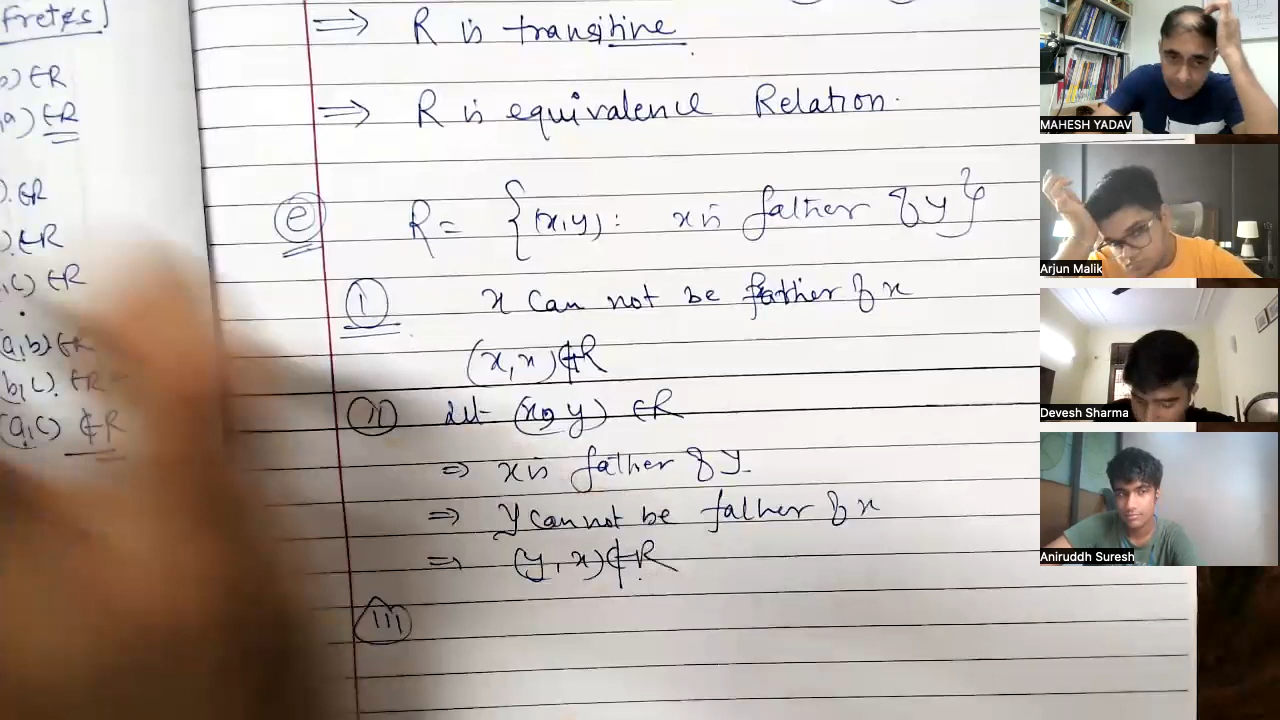 b) ∈R
,a) ∈R
). ∈R
). ∈R
,c) ∈R
(a,b) ∈R
(b,c). ∈R
(a,c) ∉R
⇒ R is transitive
⇒ R is equivalence Relation.
(e) R = {(x,y): x is father of y}
(i) x can not be father of x
(x,x) ∉R
(ii) let (x, y) ∈R
⇒ x is father of y.
⇒ y can not be father of x
⇒ (y, x) ∉R
(iii)
MAHESH YADAV
Arjun Malik
Devesh Sharma
Aniruddh Suresh